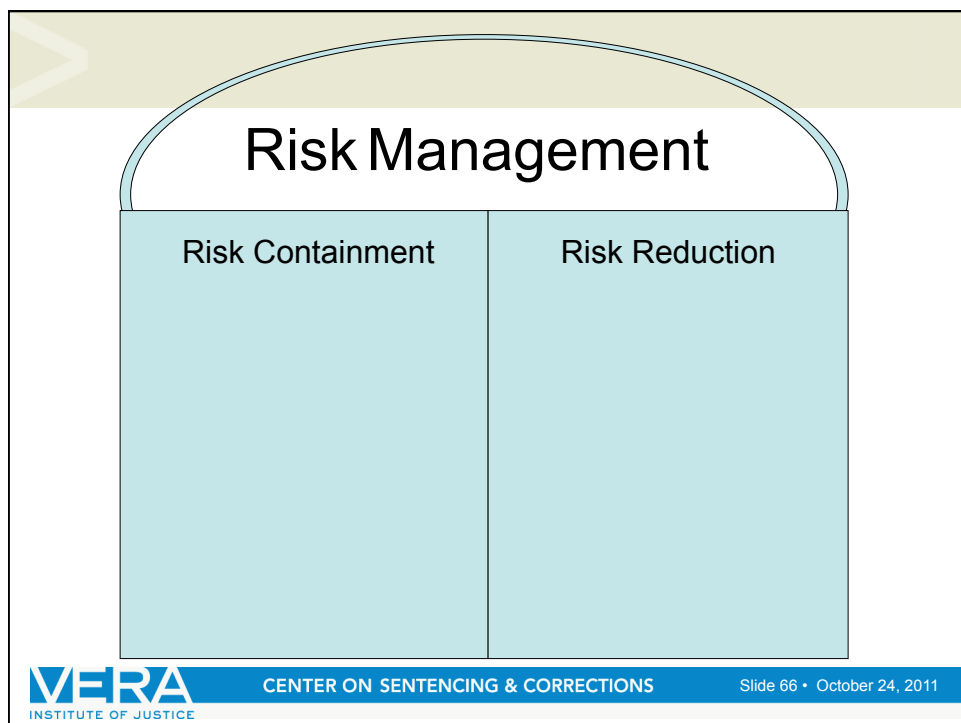 Risk Management
Risk Containment
Risk Reduction
VERA
INSTITUTE OF JUSTICE
CENTER ON SENTENCING & CORRECTIONS
Slide 66 • October 24, 2011